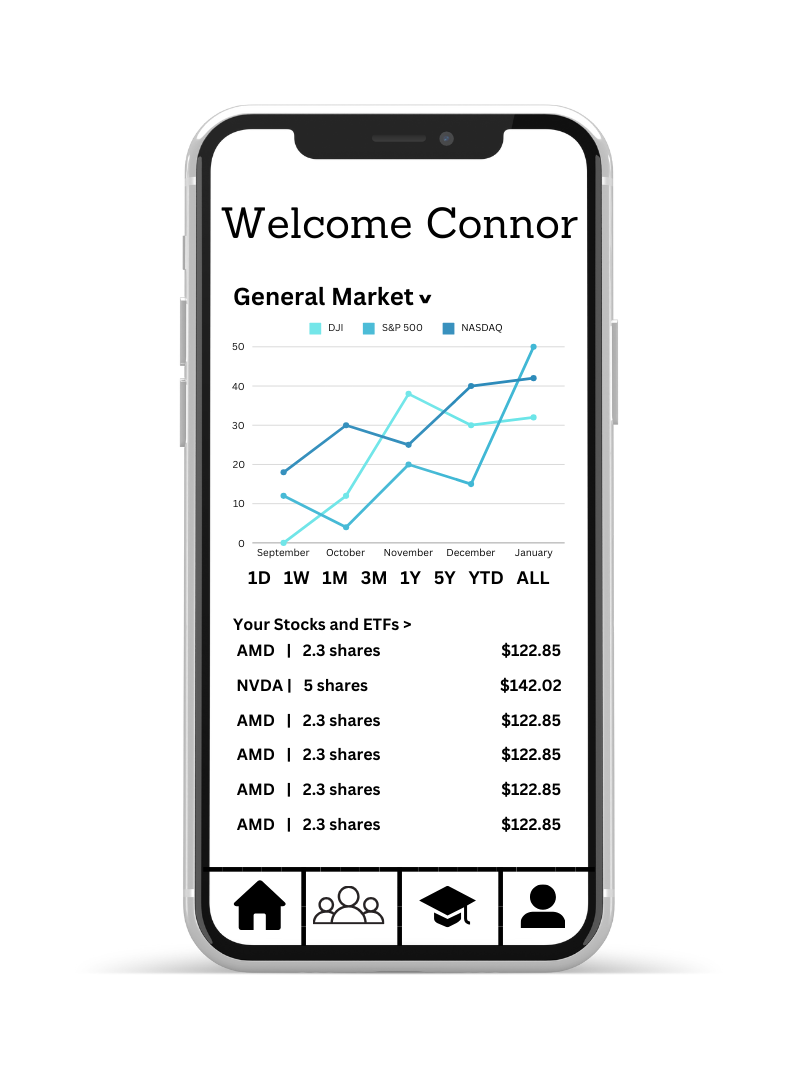 Welcome Connor
General Market v
DJI S&P 500 NASDAQ
50
40
30
20
10
0
September October November December January
1D 1W 1M 3M 1Y 5Y YTD ALL
Your Stocks and ETFs >
AMD | 2.3 shares $122.85
NVDA | 5 shares $142.02
AMD | 2.3 shares $122.85
AMD | 2.3 shares $122.85
AMD | 2.3 shares $122.85
AMD | 2.3 shares $122.85